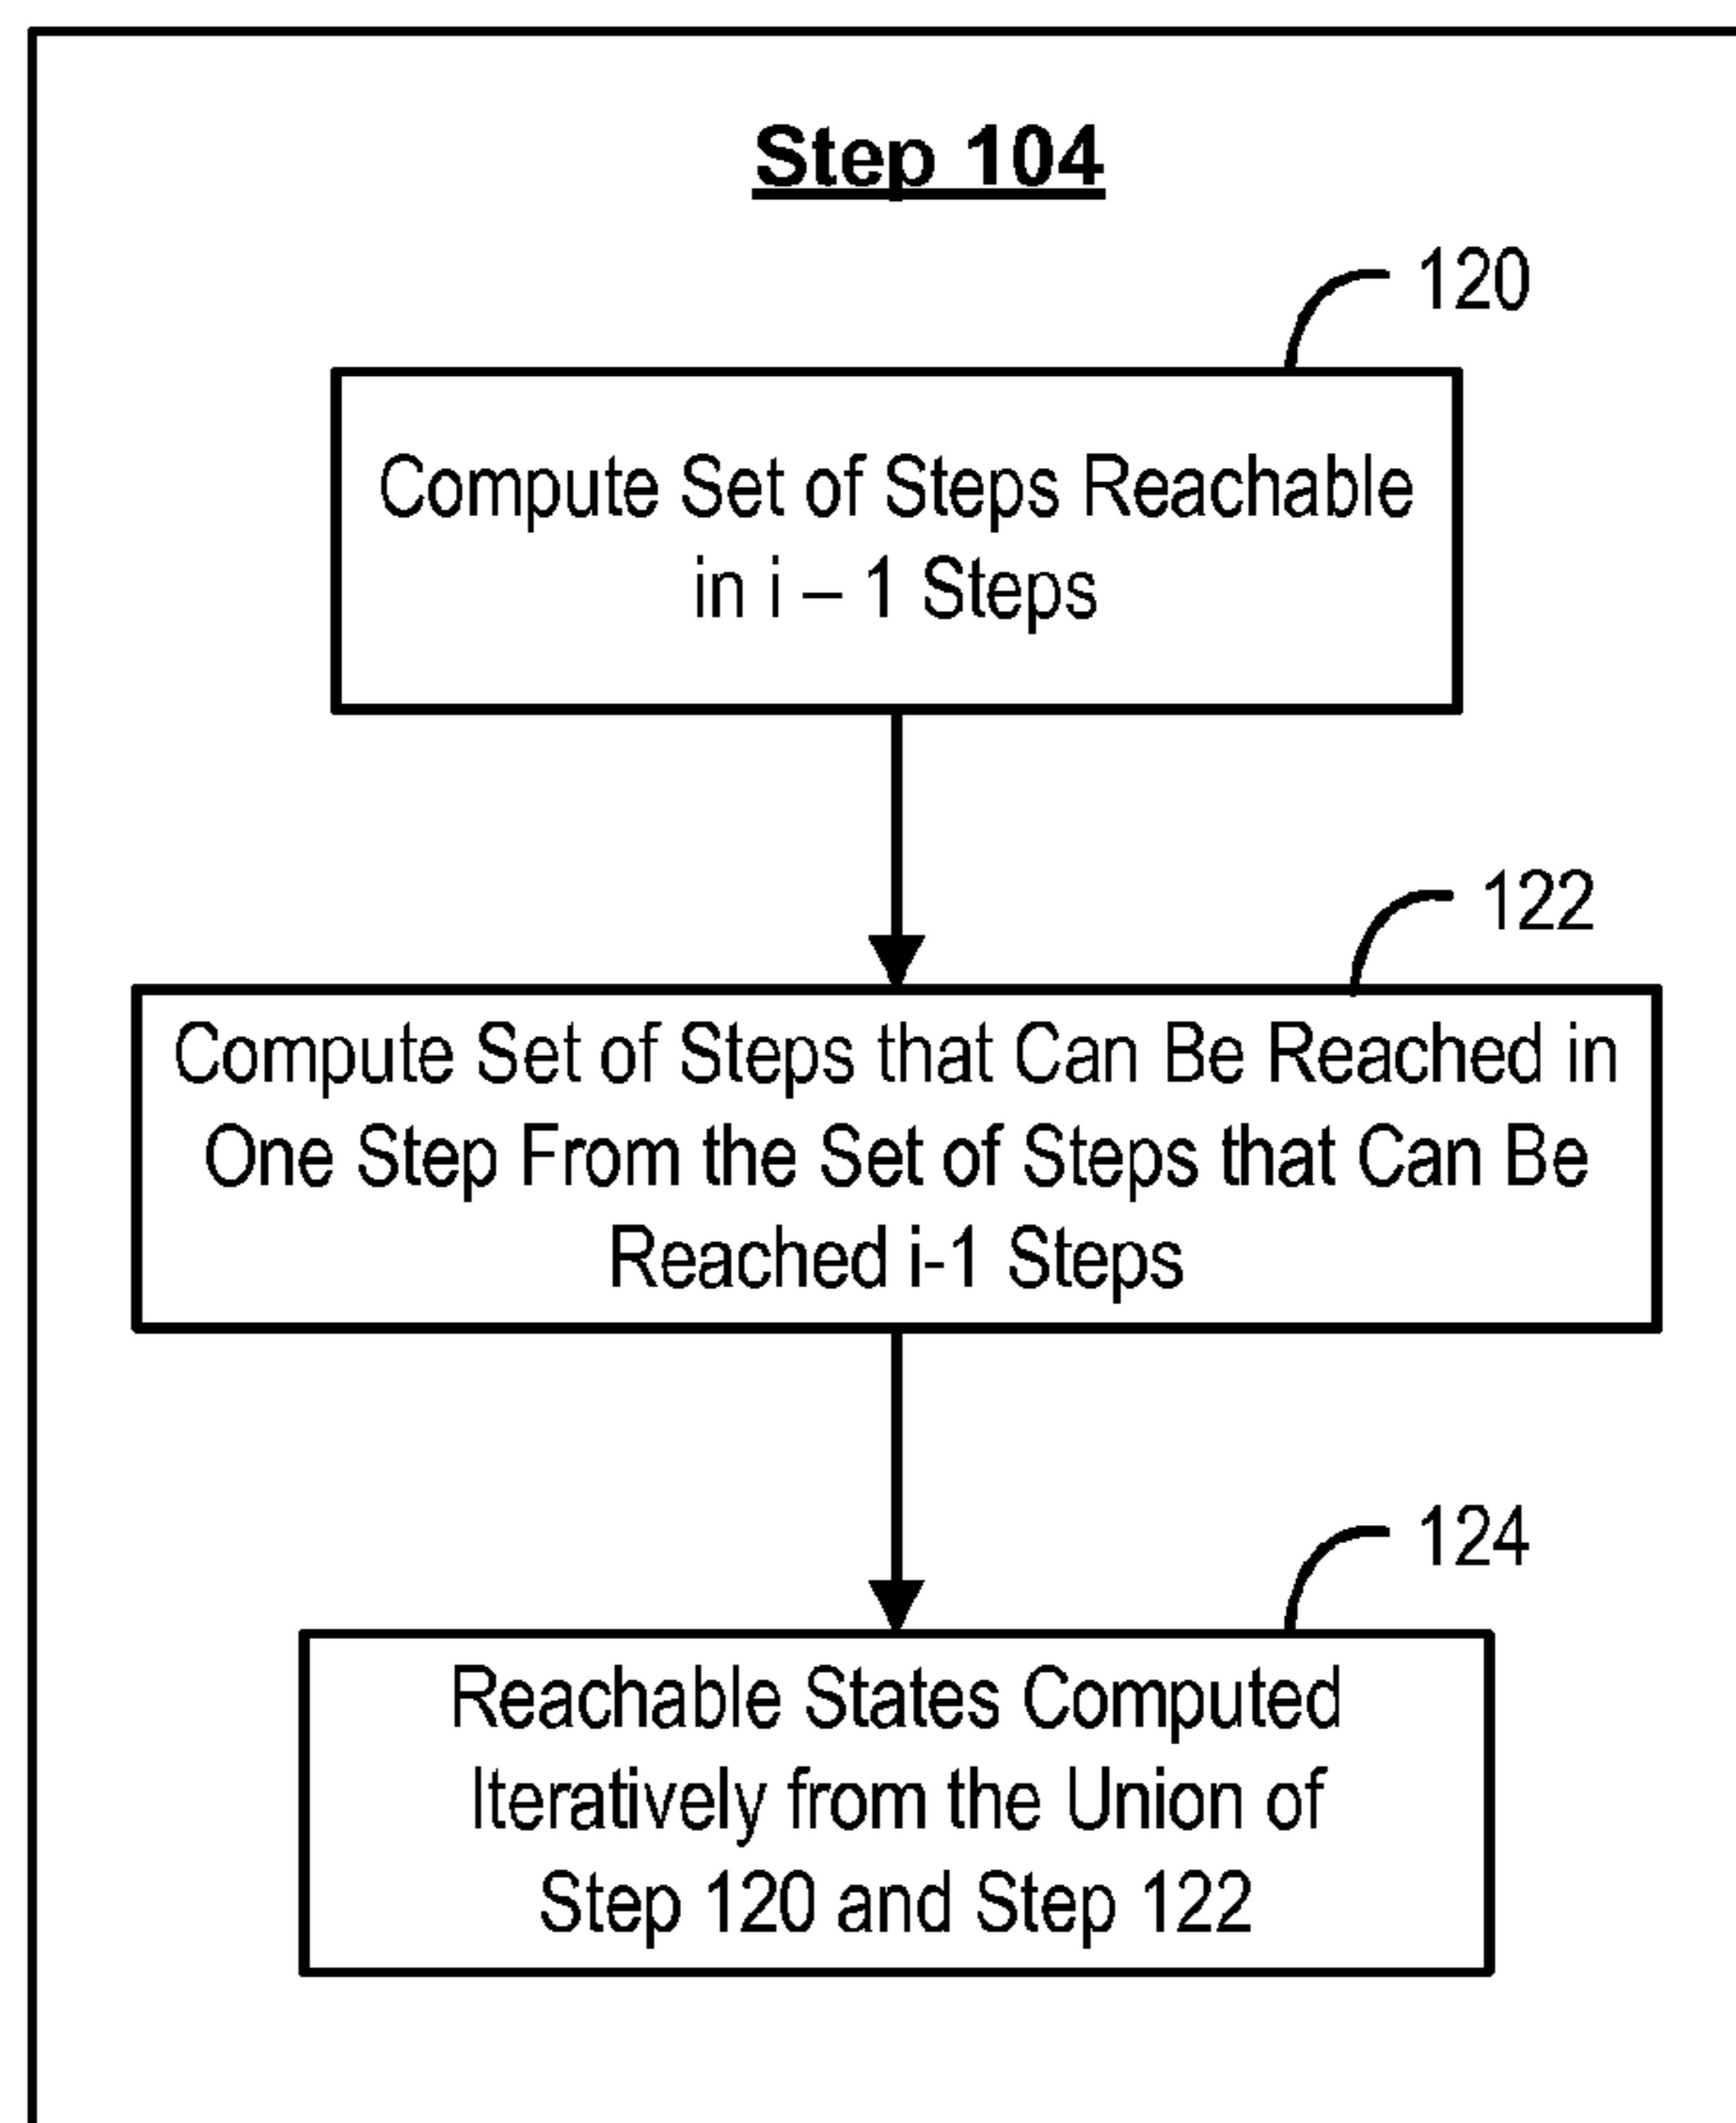 Step 104
120
Compute Set of Steps Reachable
in i – 1 Steps
122
Compute Set of Steps that Can Be Reached in
One Step From the Set of Steps that Can Be
Reached i-1 Steps
124
Reachable States Computed
Iteratively from the Union of
Step 120 and Step 122